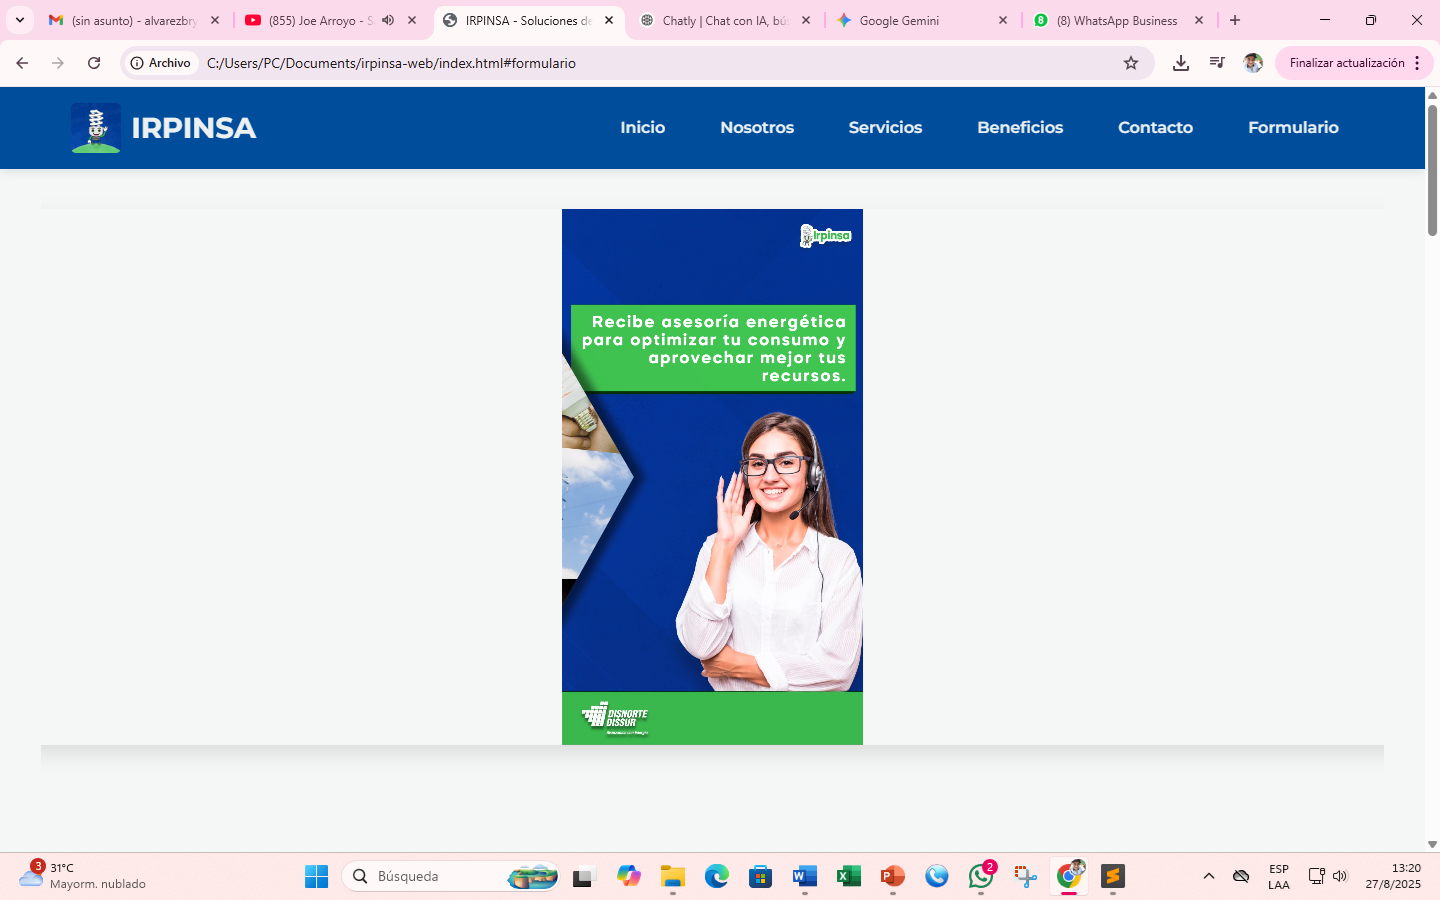 (sin asunto) - alvarezbry
(855) Joe Arroyo - S
IRPINSA - Soluciones de
Chatly | Chat con IA, bús
Google Gemini
(8) WhatsApp Business
Archivo
C:/Users/PC/Documents/irpinsa-web/index.html#formulario
Finalizar actualización
IRPINSA
Inicio
Nosotros
Servicios
Beneficios
Contacto
Formulario
Irpinsa
Recibe asesoría energética
para optimizar tu consumo y
aprovechar mejor tus
recursos.
DISNORTE
DISSUR
3
31°C
Mayorm. nublado
Búsqueda
2
ESP
LAA
13:20
27/8/2025